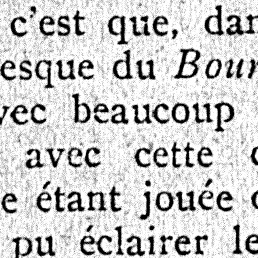 c'est que, dan
esque du Bour
vec beaucoup
avec cette
e étant jouée
pu éclairer le